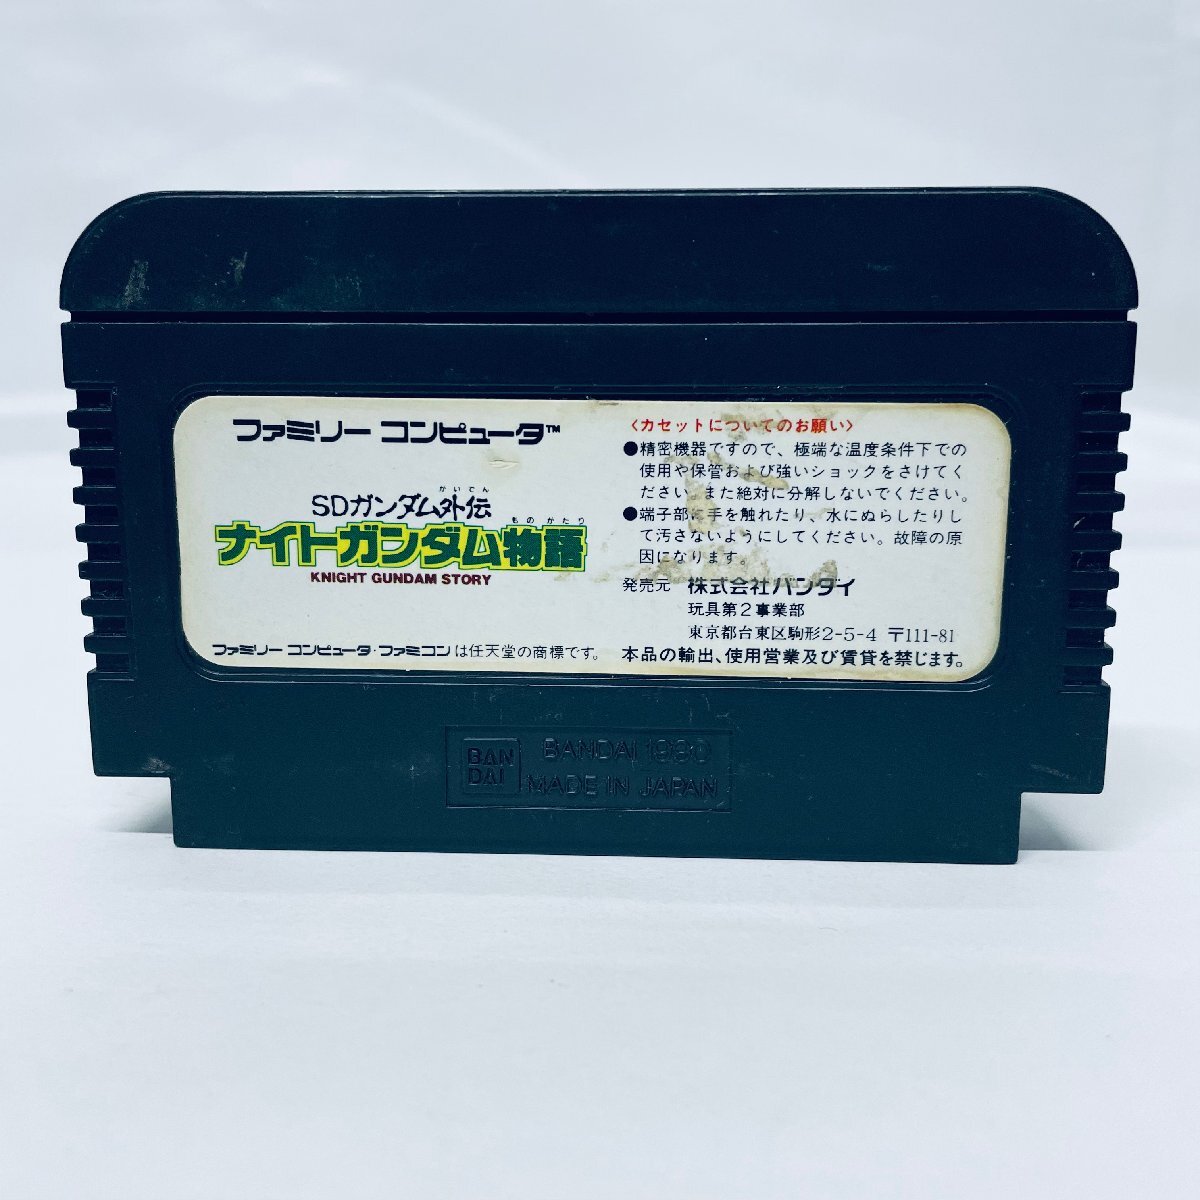 ファミリー コンピュータ™
かいでん
SDガンダム外伝
ものがたり
ナイトガンダム物語
KNIGHT GUNDAM STORY
ファミリー コンピュータ・ファミコンは任天堂の商標です。
〈カセットについてのお願い〉
●精密機器ですので、極端な温度条件下での
使用や保管および強いショックをさけてく
ださい。また絶対に分解しないでください。
●端子部に手を触れたり、水にぬらしたりし
て汚さないようにしてください。故障の原
因になります。
発売元 株式会社バンダイ
玩具第2事業部
東京都台東区駒形2-5-4 〒111-81
本品の輸出、使用営業及び賃貸を禁じます。
BAN
DAI
BANDAI 1990
MADE IN JAPAN